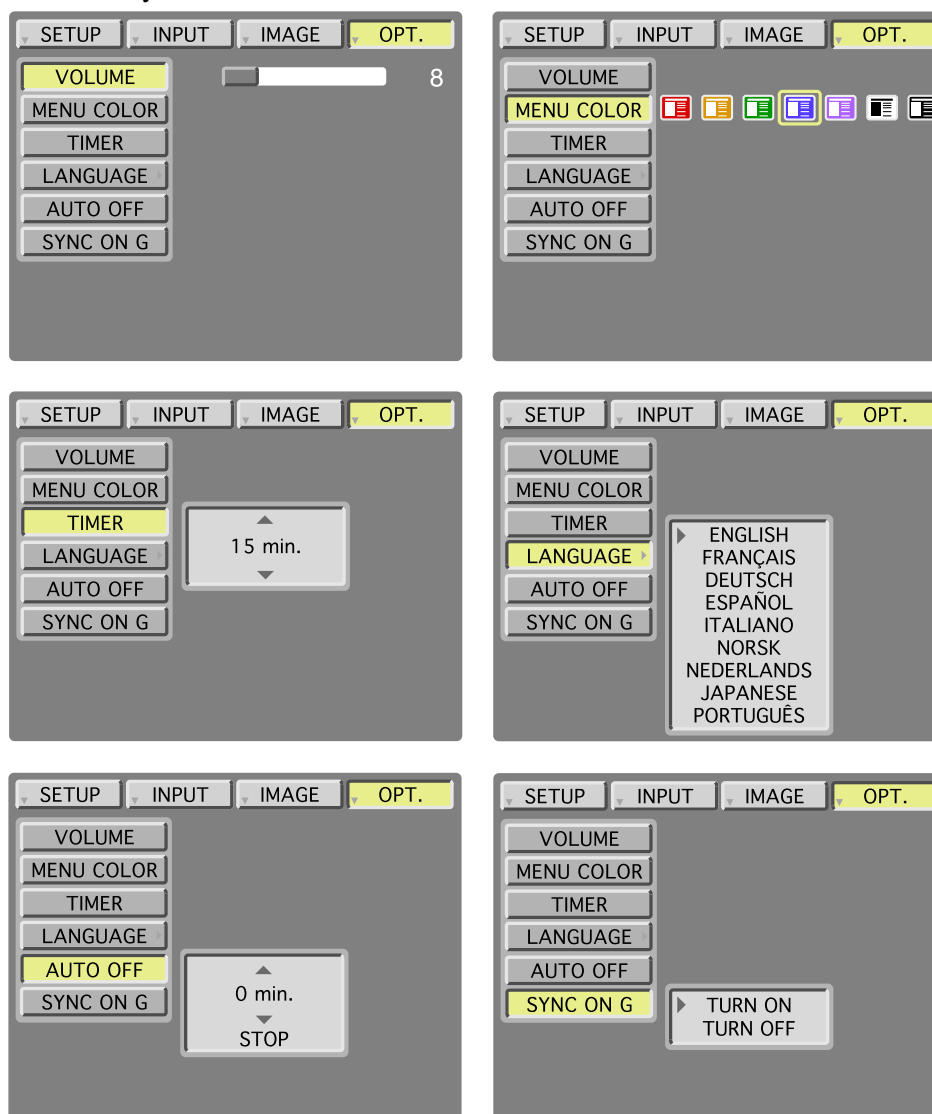 SETUP INPUT IMAGE OPT.
VOLUME 8
MENU COLOR
TIMER
LANGUAGE
AUTO OFF
SYNC ON G
SETUP INPUT IMAGE OPT.
VOLUME
MENU COLOR
TIMER
LANGUAGE
AUTO OFF
SYNC ON G
SETUP INPUT IMAGE OPT.
VOLUME
MENU COLOR
TIMER
LANGUAGE
AUTO OFF
SYNC ON G
15 min.
SETUP INPUT IMAGE OPT.
VOLUME
MENU COLOR
TIMER
LANGUAGE
AUTO OFF
SYNC ON G
ENGLISH
FRANÇAIS
DEUTSCH
ESPAÑOL
ITALIANO
NORSK
NEDERLANDS
JAPANESE
PORTUGUÊS
SETUP INPUT IMAGE OPT.
VOLUME
MENU COLOR
TIMER
LANGUAGE
AUTO OFF
SYNC ON G
0 min.
STOP
SETUP INPUT IMAGE OPT.
VOLUME
MENU COLOR
TIMER
LANGUAGE
AUTO OFF
SYNC ON G
TURN ON
TURN OFF